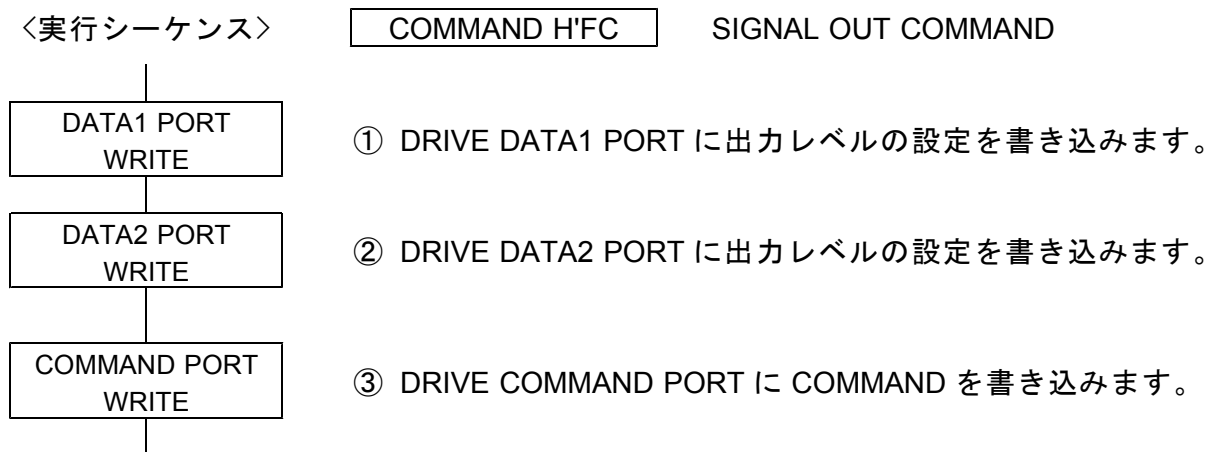 〈実行シーケンス〉 COMMAND H'FC SIGNAL OUT COMMAND
DATA1 PORT
WRITE
① DRIVE DATA1 PORT に出力レベルの設定を書き込みます。
DATA2 PORT
WRITE
② DRIVE DATA2 PORT に出力レベルの設定を書き込みます。
COMMAND PORT
WRITE
③ DRIVE COMMAND PORT に COMMAND を書き込みます。